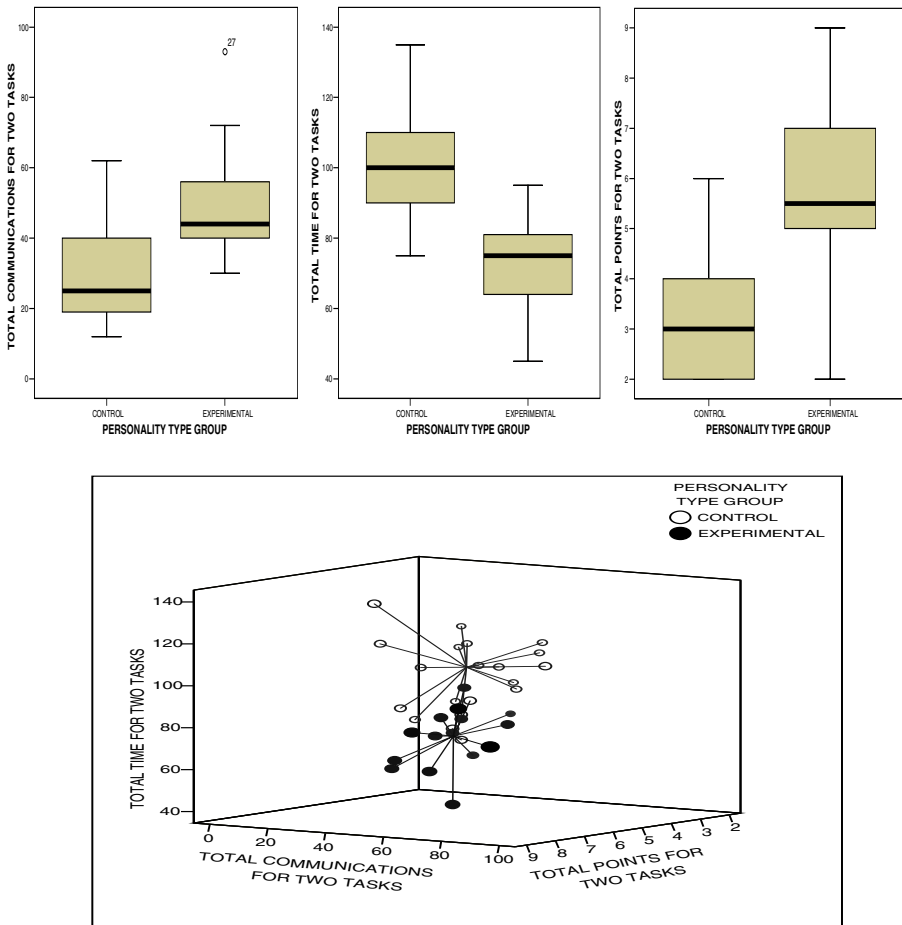 TOTAL COMMUNICATIONS FOR TWO TASKS
100
80
60
40
20
0
27
CONTROL
EXPERIMENTAL
PERSONALITY TYPE GROUP
TOTAL TIME FOR TWO TASKS
140
120
100
80
60
40
CONTROL
EXPERIMENTAL
PERSONALITY TYPE GROUP
TOTAL POINTS FOR TWO TASKS
9
8
7
6
5
4
3
2
CONTROL
EXPERIMENTAL
PERSONALITY TYPE GROUP
PERSONALITY
TYPE GROUP
CONTROL
EXPERIMENTAL
TOTAL TIME FOR TWO TASKS
140
120
100
80
60
40
0
20
40
60
80
100
TOTAL COMMUNICATIONS
FOR TWO TASKS
9
8
7
6
5
4
3
2
TOTAL POINTS FOR
TWO TASKS